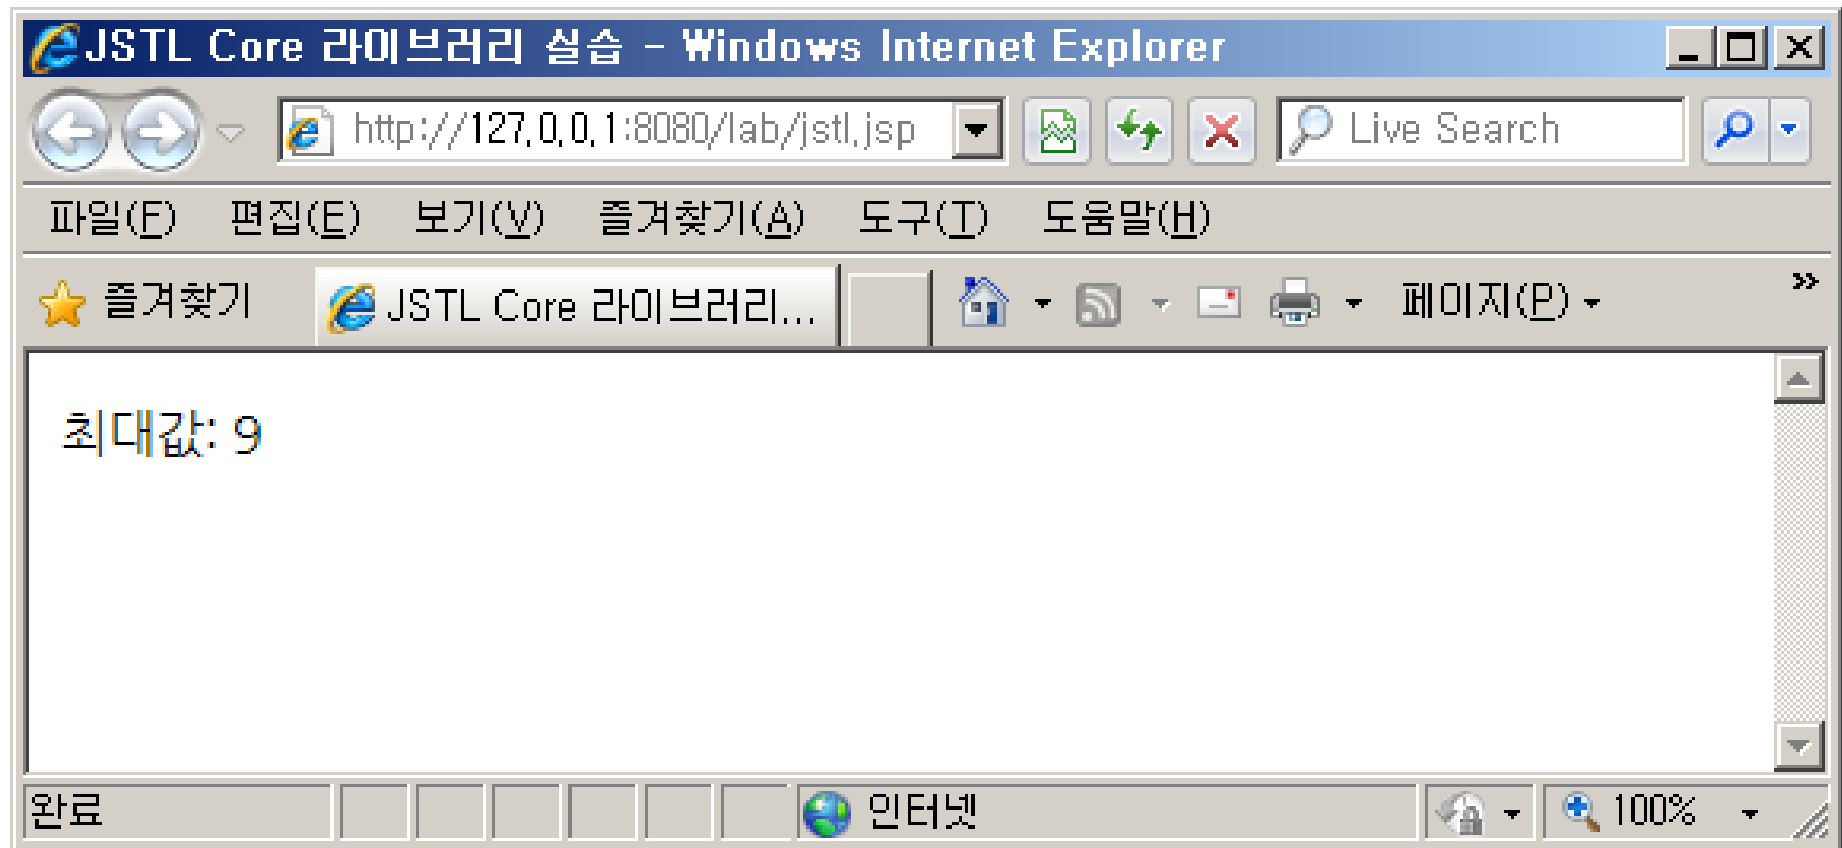 JSTL Core 라이브러리 실습 - Windows Internet Explorer
http://127.0.0.1:8080/lab/jstl.jsp
Live Search
파일(F) 편집(E) 보기(V) 즐겨찾기(A) 도구(T) 도움말(H)
즐겨찾기 JSTL Core 라이브러리... 페이지(P) »
최대값: 9
완료 인터넷 100%